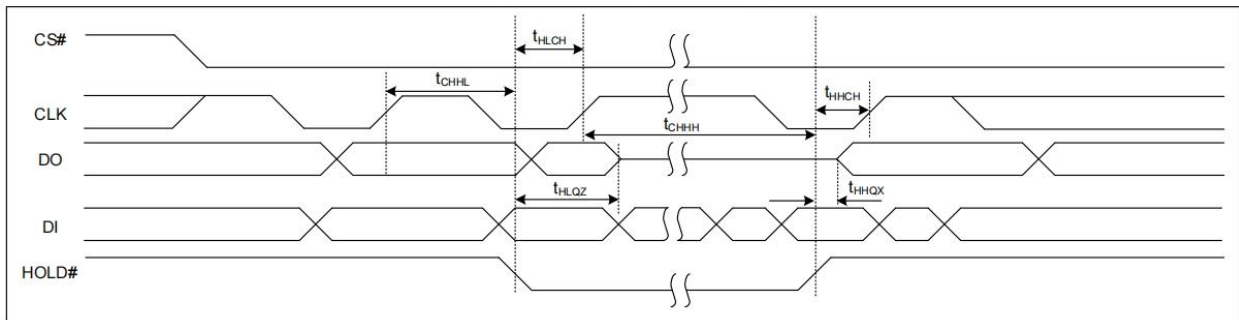 CS#
tHLCH
tCHHL
CLK
tHHCH
tCHHH
DO
tHLQZ
tHHQX
DI
HOLD#